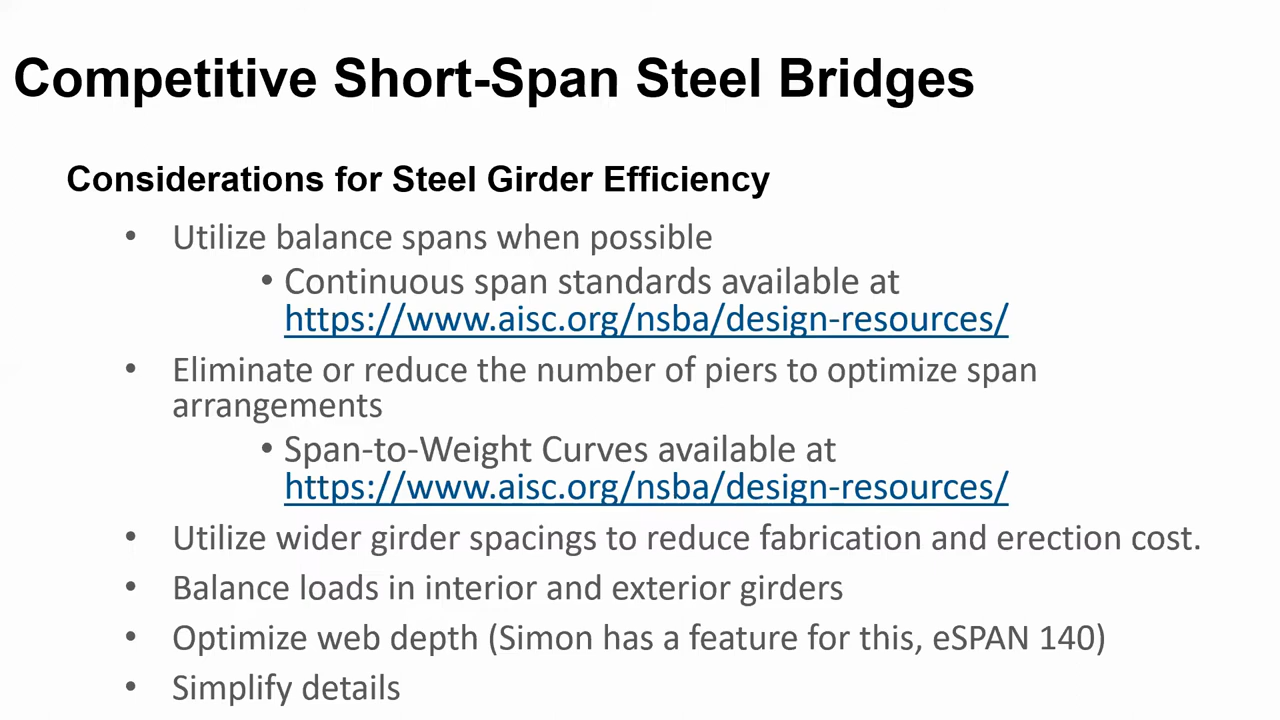 Competitive Short-Span Steel Bridges
Considerations for Steel Girder Efficiency
• Utilize balance spans when possible
• Continuous span standards available at
https://www.aisc.org/nsba/design-resources/
• Eliminate or reduce the number of piers to optimize span
arrangements
• Span-to-Weight Curves available at
https://www.aisc.org/nsba/design-resources/
• Utilize wider girder spacings to reduce fabrication and erection cost.
• Balance loads in interior and exterior girders
• Optimize web depth (Simon has a feature for this, eSPAN 140)
• Simplify details